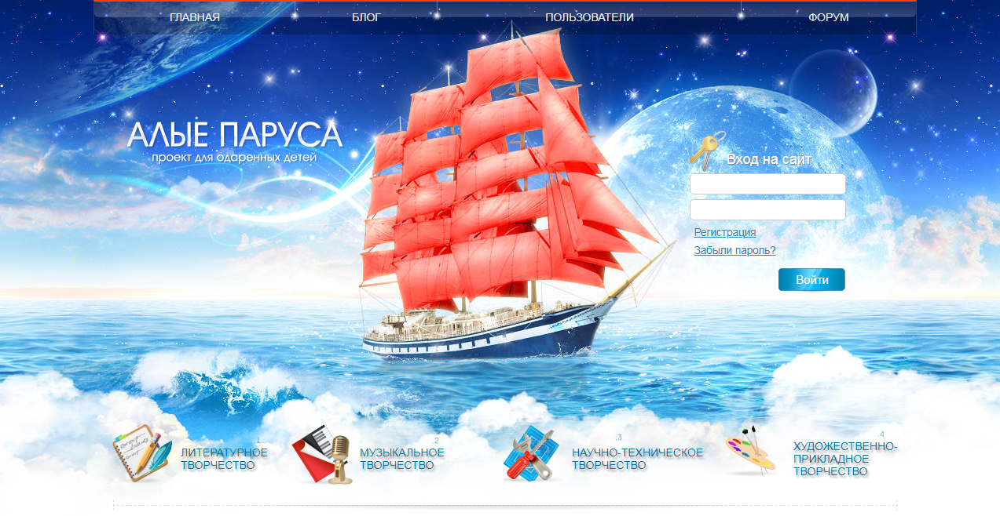 ГЛАВНАЯ
БЛОГ
ПОЛЬЗОВАТЕЛИ
ФОРУМ
АЛЫЕ ПАРУСА
проект для одаренных детей
Вход на сайт
Регистрация
Забыли пароль?
Войти
.1
ЛИТЕРАТУРНОЕ
ТВОРЧЕСТВО
.2
МУЗЫКАЛЬНОЕ
ТВОРЧЕСТВО
.3
НАУЧНО-ТЕХНИЧЕСКОЕ
ТВОРЧЕСТВО
.4
ХУДОЖЕСТВЕННО-
ПРИКЛАДНОЕ
ТВОРЧЕСТВО